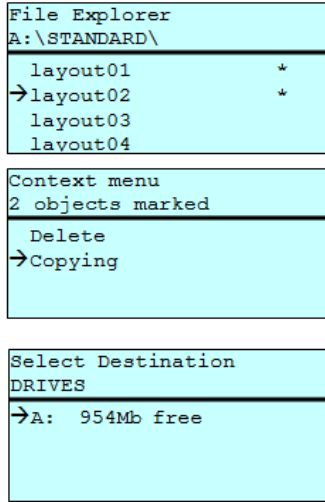 File Explorer
A:\STANDARD\
layout01 *
→layout02 *
layout03
layout04
Context menu
2 objects marked
Delete
→Copying
Select Destination
DRIVES
→A: 954Mb free